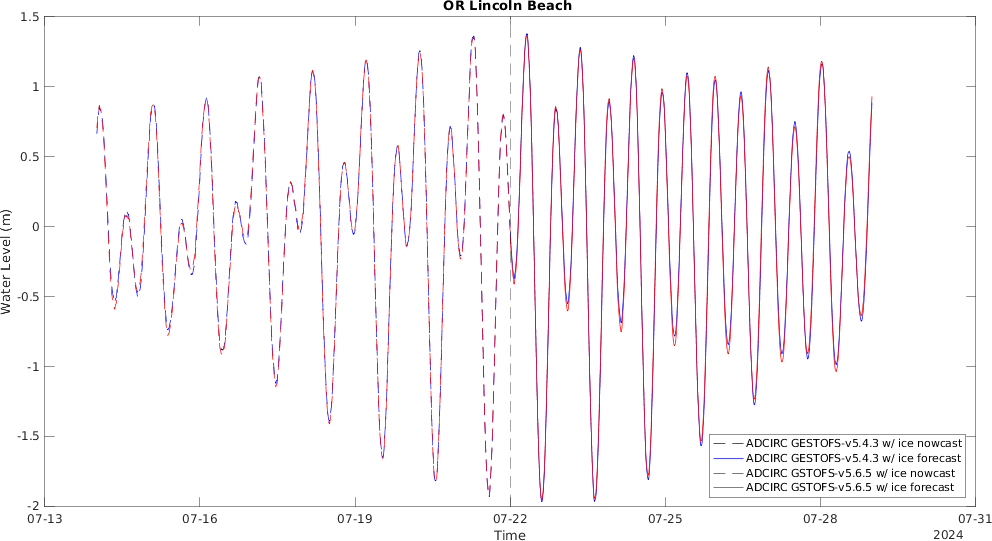 OR Lincoln Beach
1.5
1
0.5
0
-0.5
-1
-1.5
-2
Water Level (m)
07-13
07-16
07-19
07-22
07-25
07-28
07-31
Time
2024
ADCIRC GESTOFS-v5.4.3 w/ ice nowcast
ADCIRC GESTOFS-v5.4.3 w/ ice forecast
ADCIRC GSTOFS-v5.6.5 w/ ice nowcast
ADCIRC GSTOFS-v5.6.5 w/ ice forecast